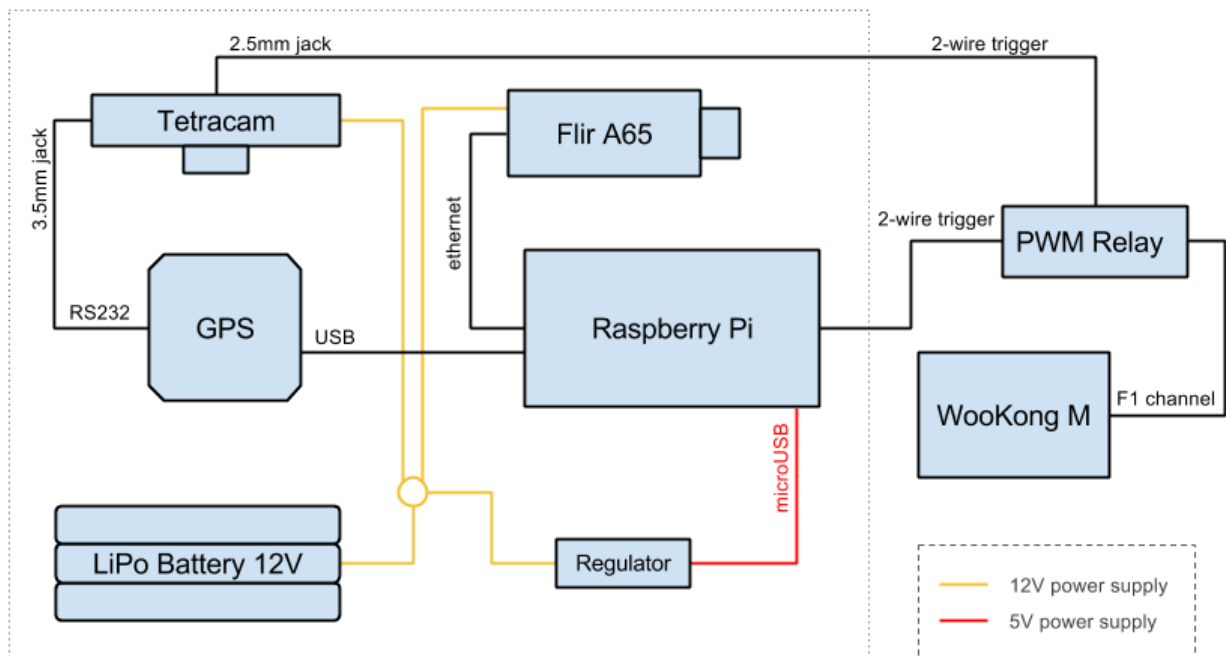 2.5mm jack
2-wire trigger
Tetracam
Flir A65
3.5mm jack
ethernet
2-wire trigger
PWM Relay
RS232
GPS
USB
Raspberry Pi
WooKong M
F1 channel
microUSB
LiPo Battery 12V
Regulator
12V power supply
5V power supply